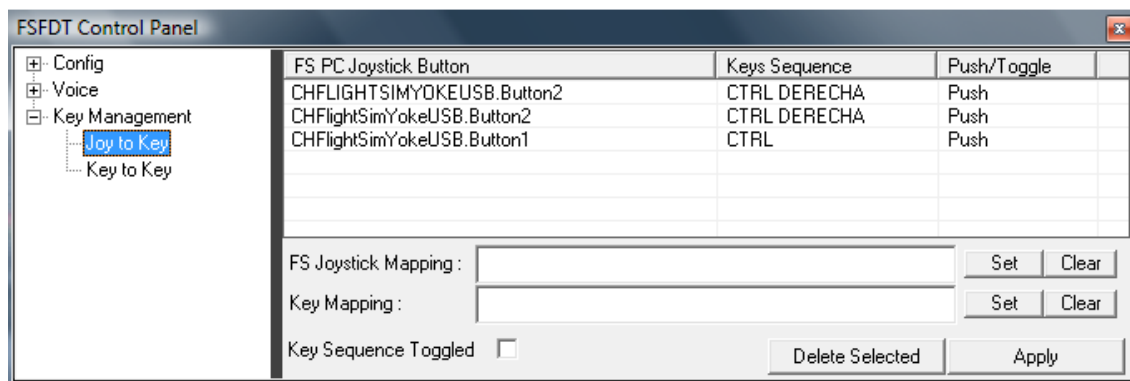 FSFDT Control Panel
Config
Voice
Key Management
Joy to Key
Key to Key
FS PC Joystick Button Keys Sequence Push/Toggle
CHFLIGHTSIMYOKEUSB.Button2 CTRL DERECHA Push
CHFlightSimYokeUSB.Button2 CTRL DERECHA Push
CHFlightSimYokeUSB.Button1 CTRL Push
FS Joystick Mapping : Set Clear
Key Mapping : Set Clear
Key Sequence Toggled Delete Selected Apply